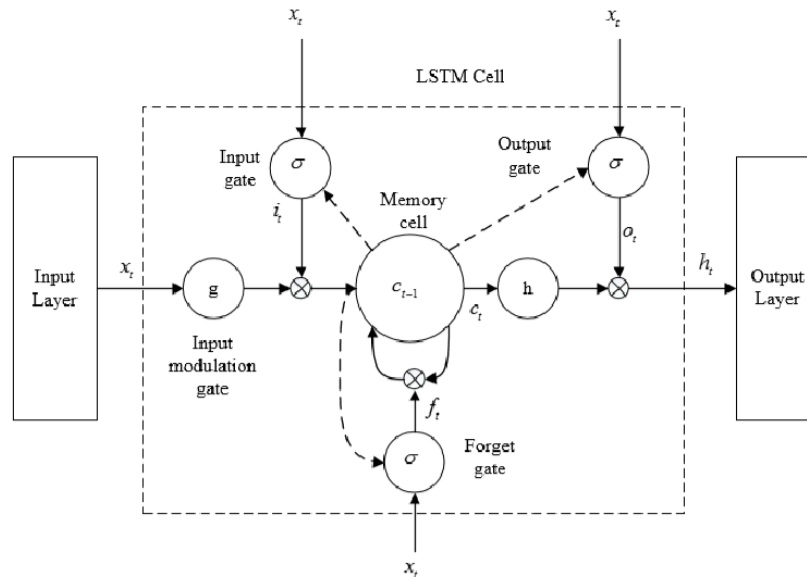 x_t
x_t
LSTM Cell
Input
gate
σ
Output
gate
σ
Memory
cell
i_t
o_t
Input
Layer
x_t
g
c_{t-1}
c_t
h
h_t
Output
Layer
Input
modulation
gate
f_t
σ
Forget
gate
x_t